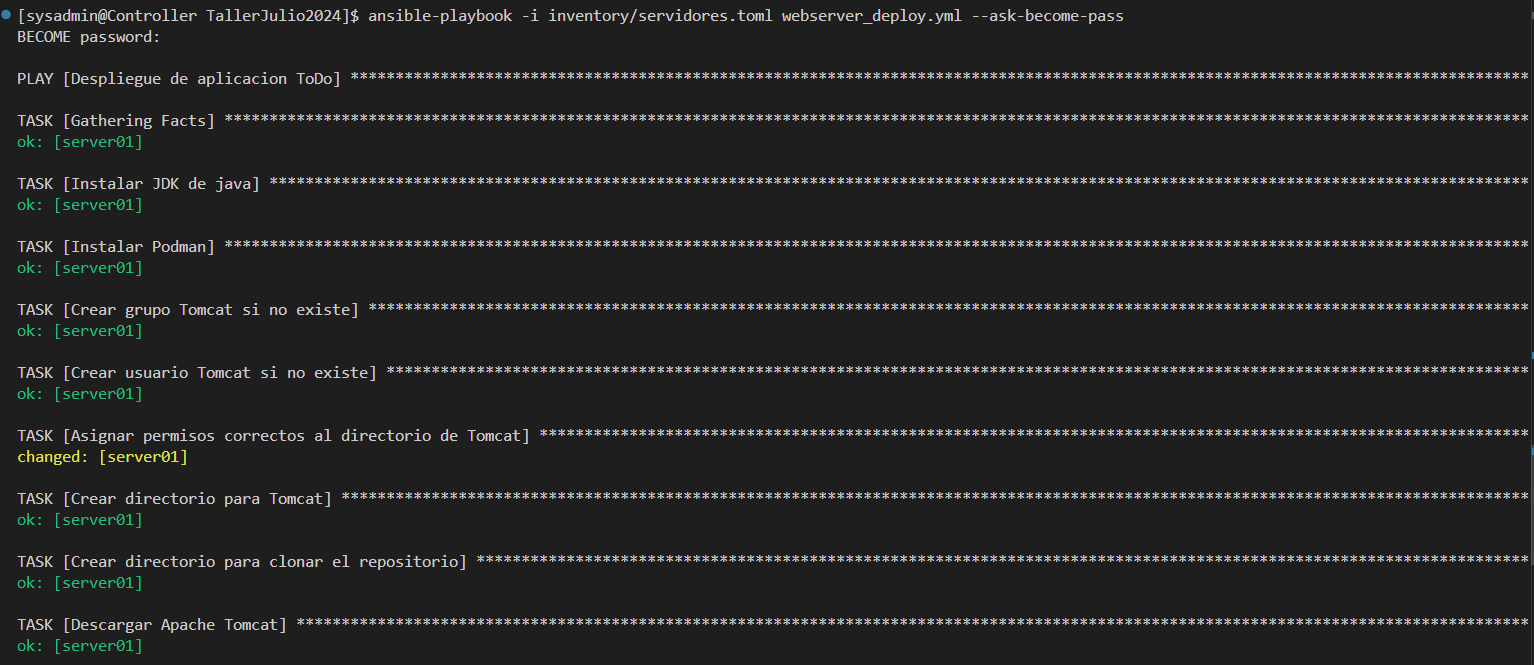 [sysadmin@Controller TallerJulio2024]$ ansible-playbook -i inventory/servidores.toml webserver_deploy.yml --ask-become-pass
BECOME password:
PLAY [Despliegue de aplicacion ToDo] ***********************************************************************************************************************************
TASK [Gathering Facts] *************************************************************************************************************************************************
ok: [server01]
TASK [Instalar JDK de java] ********************************************************************************************************************************************
ok: [server01]
TASK [Instalar Podman] *************************************************************************************************************************************************
ok: [server01]
TASK [Crear grupo Tomcat si no existe] *********************************************************************************************************************************
ok: [server01]
TASK [Crear usuario Tomcat si no existe] *******************************************************************************************************************************
ok: [server01]
TASK [Asignar permisos correctos al directorio de Tomcat] **************************************************************************************************************
changed: [server01]
TASK [Crear directorio para Tomcat] ************************************************************************************************************************************
ok: [server01]
TASK [Crear directorio para clonar el repositorio] *********************************************************************************************************************
ok: [server01]
TASK [Descargar Apache Tomcat] *****************************************************************************************************************************************
ok: [server01]